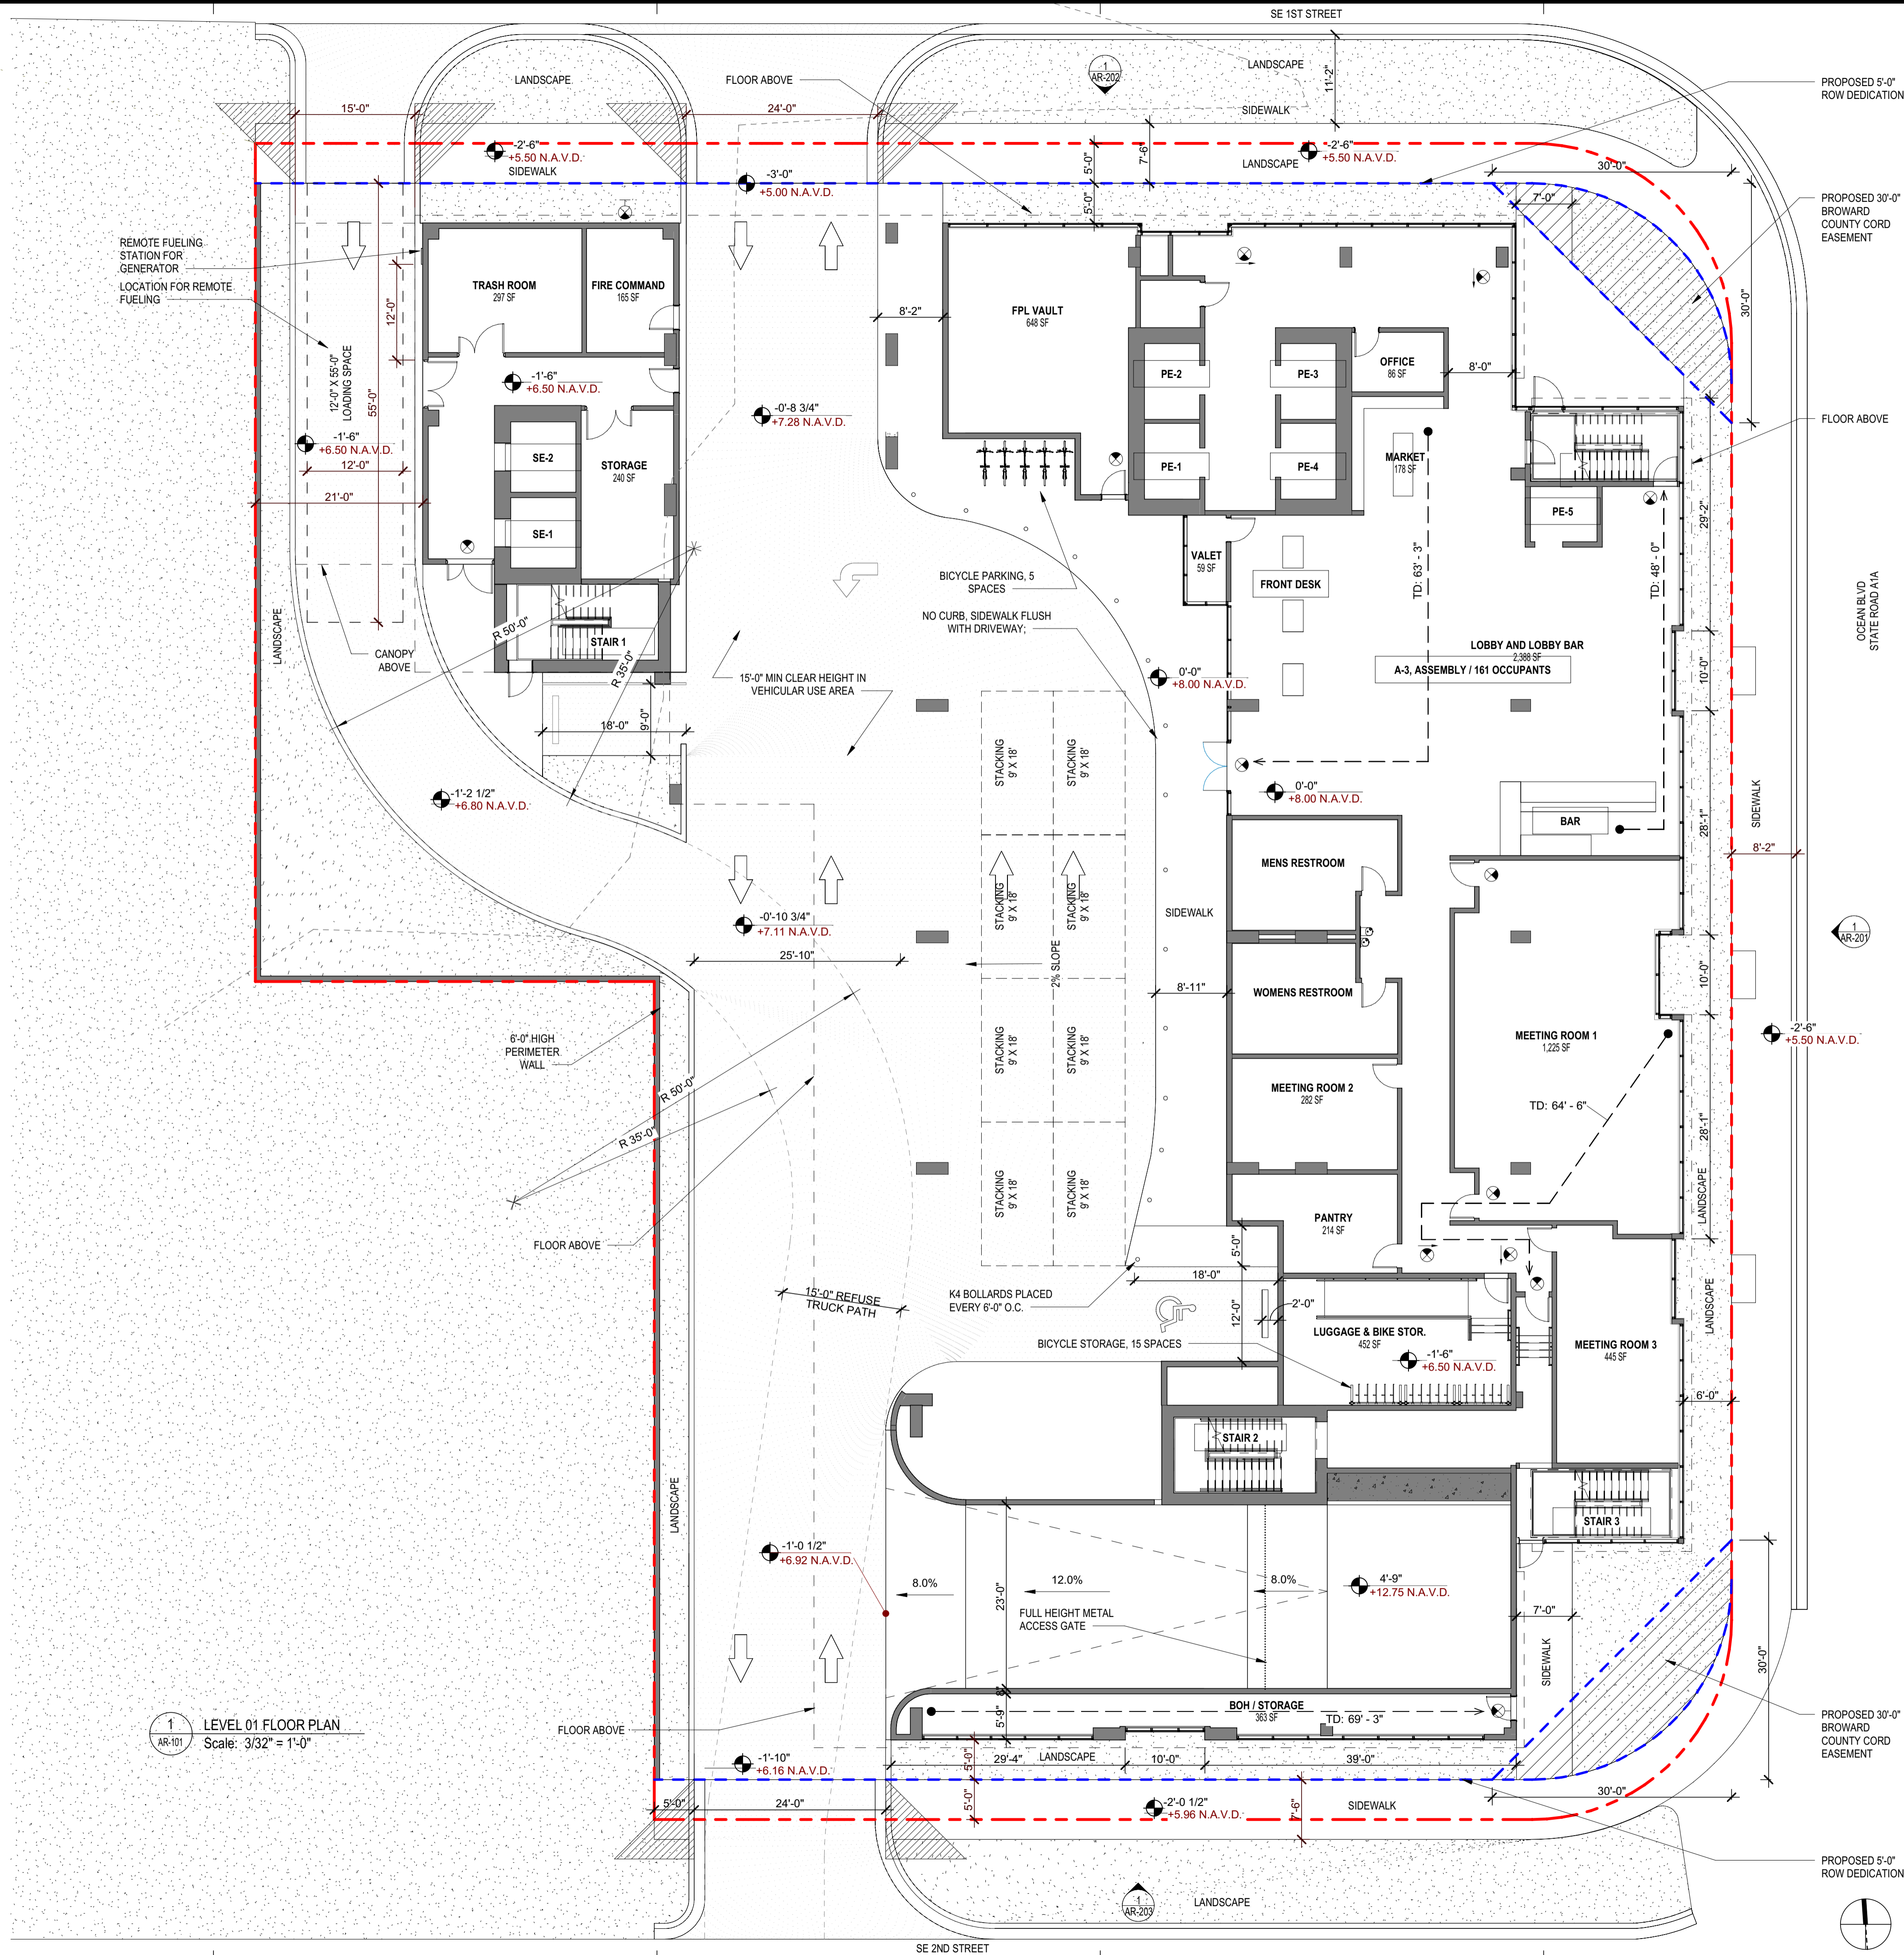 SE 1ST STREET
LANDSCAPE
FLOOR ABOVE
1
AR-202
LANDSCAPE
11'-2"
PROPOSED 5'-0"
ROW DEDICATION
15'-0"
24'-0"
SIDEWALK
-2'-6"
+5.50 N.A.V.D.
SIDEWALK
-3'-0"
+5.00 N.A.V.D.
5'-0"
7'-6"
5'-0"
LANDSCAPE
-2'-6"
+5.50 N.A.V.D.
30'-0"
7'-0"
30'-0"
PROPOSED 30'-0"
BROWARD
COUNTY CORD
EASEMENT
REMOTE FUELING
STATION FOR
GENERATOR
LOCATION FOR REMOTE
FUELING
12'-0"
12'-0" X 55'-0"
LOADING SPACE
55'-0"
TRASH ROOM
297 SF
FIRE COMMAND
165 SF
-1'-6"
+6.50 N.A.V.D.
-1'-6"
+6.50 N.A.V.D.
12'-0"
21'-0"
SE-2
SE-1
STORAGE
240 SF
STAIR 1
-0'-8 3/4"
+7.28 N.A.V.D.
8'-2"
FPL VAULT
648 SF
PE-2
PE-3
PE-1
PE-4
OFFICE
86 SF
8'-0"
MARKET
178 SF
FLOOR ABOVE
PE-5
29'-2"
TD: 48' - 0"
TD: 63' - 3"
VALET
59 SF
FRONT DESK
BICYCLE PARKING, 5
SPACES
NO CURB, SIDEWALK FLUSH
WITH DRIVEWAY;
OCEAN BLVD
STATE ROAD A1A
LANDSCAPE
CANOPY
ABOVE
R 50'-0"
R 35'-0"
18'-0"
9'-0"
15'-0" MIN CLEAR HEIGHT IN
VEHICULAR USE AREA
0'-0"
+8.00 N.A.V.D.
LOBBY AND LOBBY BAR
2,388 SF
A-3, ASSEMBLY / 161 OCCUPANTS
10'-0"
STACKING
9' X 18'
STACKING
9' X 18'
0'-0"
+8.00 N.A.V.D.
BAR
28'-1"
SIDEWALK
8'-2"
-1'-2 1/2"
+6.80 N.A.V.D.
MENS RESTROOM
STACKING
9' X 18'
STACKING
9' X 18'
-0'-10 3/4"
+7.11 N.A.V.D.
SIDEWALK
1
AR-201
25'-10"
2% SLOPE
8'-11"
WOMENS RESTROOM
10'-0"
6'-0" HIGH
PERIMETER
WALL
STACKING
9' X 18'
STACKING
9' X 18'
MEETING ROOM 1
1,225 SF
-2'-6"
+5.50 N.A.V.D.
R 50'-0"
R 35'-0"
MEETING ROOM 2
282 SF
TD: 64' - 6"
28'-1"
STACKING
9' X 18'
STACKING
9' X 18'
LANDSCAPE
PANTRY
214 SF
FLOOR ABOVE
5'-0"
18'-0"
15'-0" REFUSE
TRUCK PATH
K4 BOLLARDS PLACED
EVERY 6'-0" O.C.
12'-0"
2'-0"
LANDSCAPE
LUGGAGE & BIKE STOR.
452 SF
BICYCLE STORAGE, 15 SPACES
-1'-6"
+6.50 N.A.V.D.
MEETING ROOM 3
445 SF
6'-0"
STAIR 2
LANDSCAPE
STAIR 3
-1'-0 1/2"
+6.92 N.A.V.D.
8.0%
12.0%
8.0%
4'-9"
+12.75 N.A.V.D.
23'-0"
FULL HEIGHT METAL
ACCESS GATE
7'-0"
SIDEWALK
30'-0"
1
AR-101
LEVEL 01 FLOOR PLAN
Scale: 3/32" = 1'-0"
FLOOR ABOVE
8"
5'-9"
BOH / STORAGE
363 SF
TD: 69' - 3"
PROPOSED 30'-0"
BROWARD
COUNTY CORD
EASEMENT
-1'-10"
+6.16 N.A.V.D.
5'-0"
29'-4"
LANDSCAPE
10'-0"
39'-0"
5'-0"
24'-0"
5'-0"
-2'-0 1/2"
+5.96 N.A.V.D.
7'-6"
SIDEWALK
30'-0"
PROPOSED 5'-0"
ROW DEDICATION
1
AR-203
LANDSCAPE
SE 2ND STREET